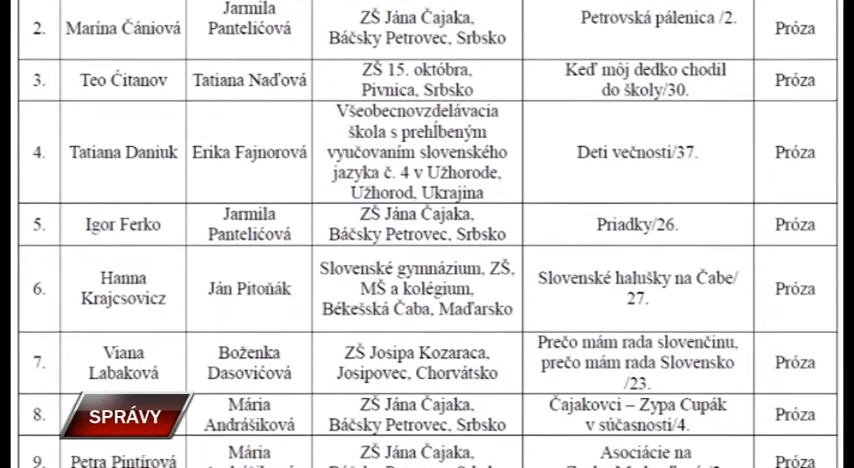 2.
Marína Čániová
Jarmila
Pantelićová
ZŠ Jána Čajaka,
Báčsky Petrovec, Srbsko
Petrovská pálenica /2.
Próza
3.
Teo Ćitanov
Tatiana Naďová
ZŠ 15. októbra,
Pivnica, Srbsko
Keď môj dedko chodil
do školy/30.
Próza
4.
Tatiana Daniuk
Erika Fajnorová
Všeobecnovzdelávacia
škola s prehĺbeným
vyučovaním slovenského
jazyka č. 4 v Užhorode,
Užhorod, Ukrajina
Deti večnosti/37.
Próza
5.
Igor Ferko
Jarmila
Pantelićová
ZŠ Jána Čajaka,
Báčsky Petrovec, Srbsko
Priadky/26.
Próza
6.
Hanna
Krajcsovicz
Ján Pitoňák
Slovenské gymnázium, ZŠ,
MŠ a kolégium,
Békešská Čaba, Maďarsko
Slovenské halušky na Čabe/
27.
Próza
7.
Viana
Labaková
Boženka
Dasovićová
ZŠ Josipa Kozaraca,
Josipovec, Chorvátsko
Prečo mám rada slovenčinu,
prečo mám rada Slovensko
/23.
Próza
8.
SPRÁVY
Mária
Andrášiková
ZŠ Jána Čajaka,
Báčsky Petrovec, Srbsko
Čajakovci – Zypa Cupák
v súčasnosti/4.
Próza
9.
Petra Pintírová
Mária
ZŠ Jána Čajaka,
Asociácie na
Próza